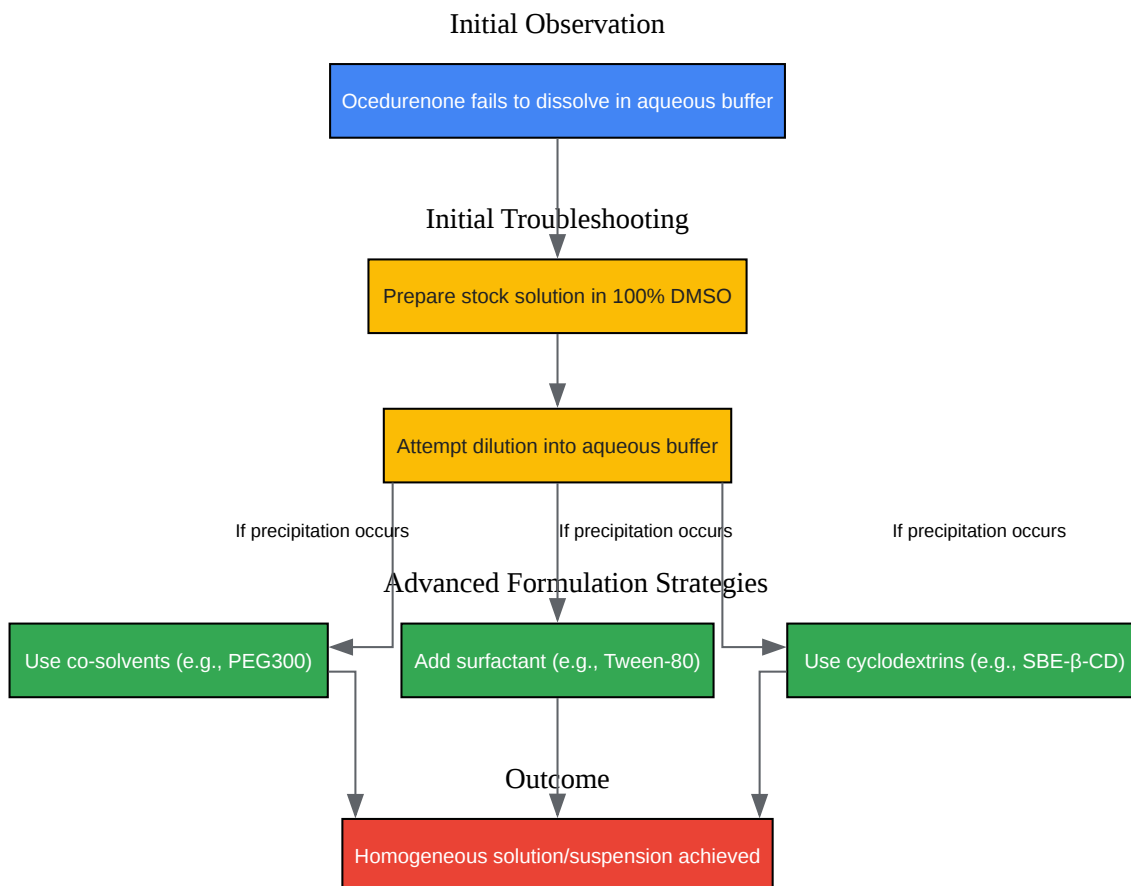 Initial Observation
Ocedurenone fails to dissolve in aqueous buffer
Initial Troubleshooting
Prepare stock solution in 100% DMSO
Attempt dilution into aqueous buffer
If precipitation occurs
If precipitation occurs
If precipitation occurs
Advanced Formulation Strategies
Use co-solvents (e.g., PEG300)
Add surfactant (e.g., Tween-80)
Use cyclodextrins (e.g., SBE-β-CD)
Outcome
Homogeneous solution/suspension achieved